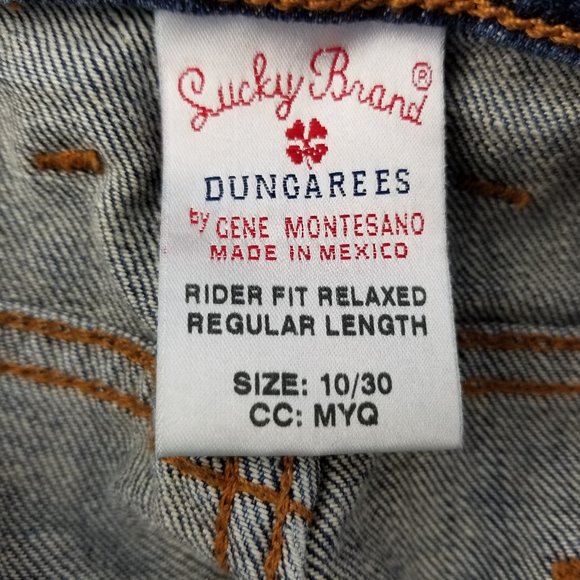 Lucky Brand ®
DUNGAREES
by GENE MONTESANO
MADE IN MEXICO
RIDER FIT RELAXED
REGULAR LENGTH
SIZE: 10/30
CC: MYQ